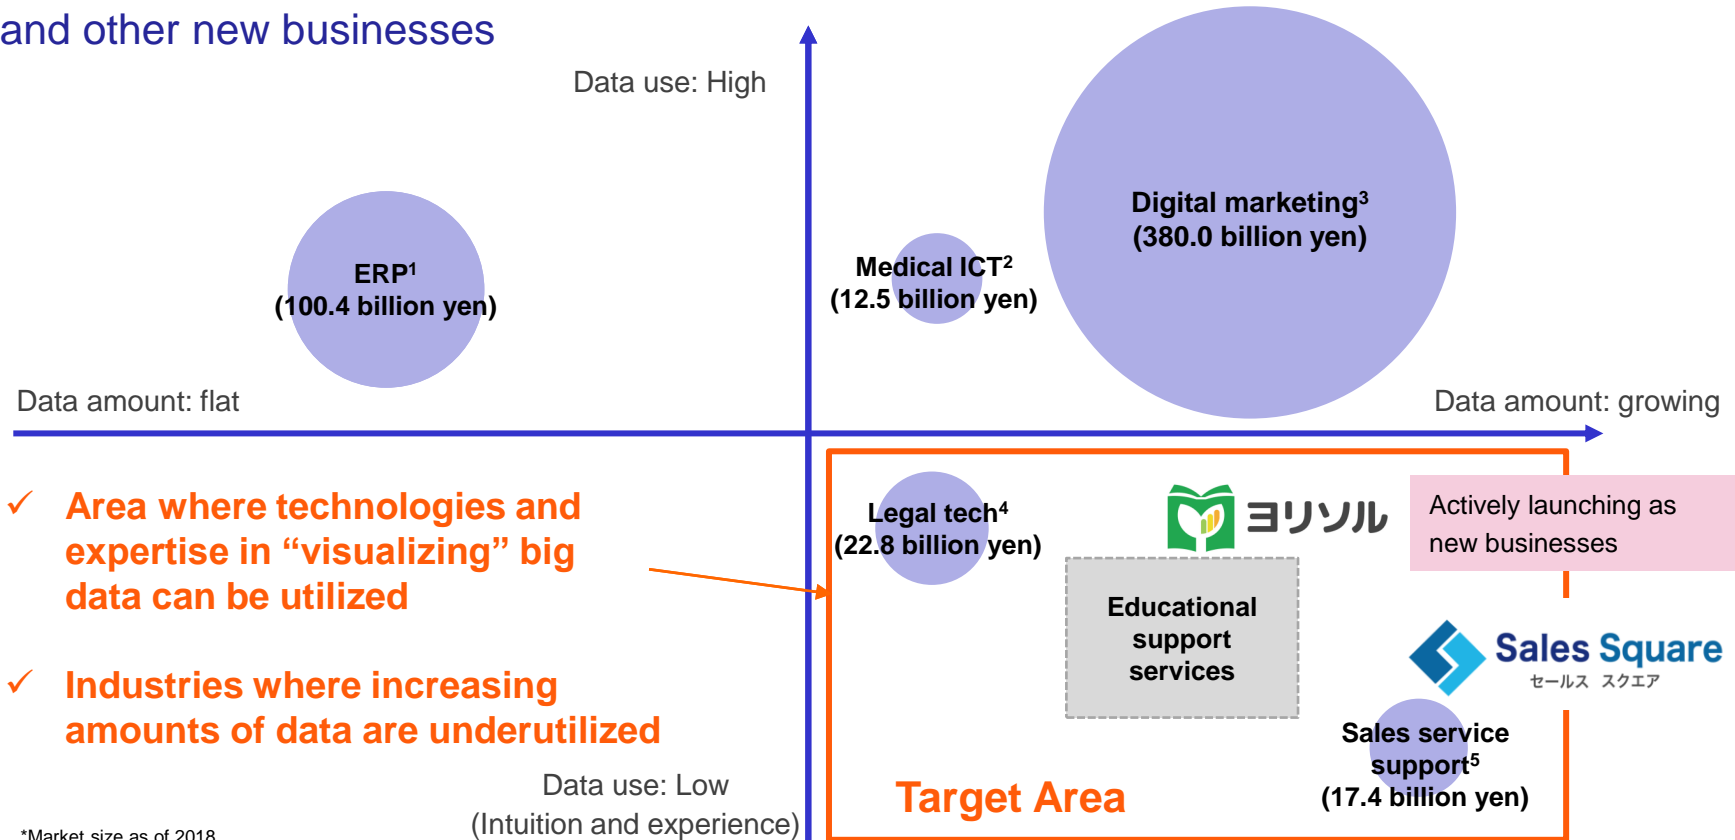 and other new businesses
Data use: High
Digital marketing³
(380.0 billion yen)
Medical ICT²
(12.5 billion yen)
ERP¹
(100.4 billion yen)
Data amount: flat
Data amount: growing
✓ Area where technologies and
expertise in “visualizing” big
data can be utilized
✓ Industries where increasing
amounts of data are underutilized
Legal tech⁴
(22.8 billion yen)
ヨリソル
Actively launching as
new businesses
Educational
support
services
Sales Square
セールス スクエア
Sales service
support⁵
(17.4 billion yen)
Target Area
Data use: Low
(Intuition and experience)
*Market size as of 2018